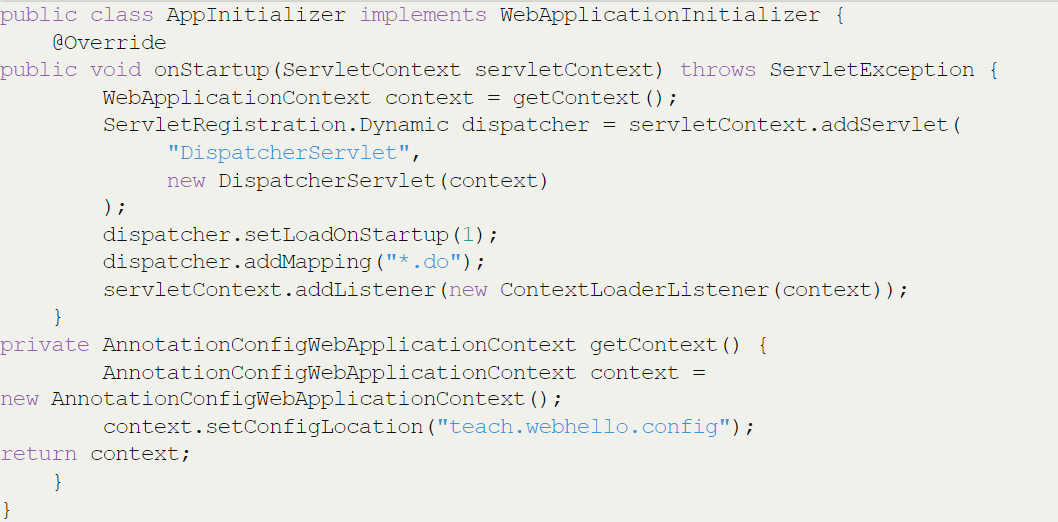 public class AppInitializer implements WebApplicationInitializer {
    @Override
public void onStartup(ServletContext servletContext) throws ServletException {
        WebApplicationContext context = getContext();
        ServletRegistration.Dynamic dispatcher = servletContext.addServlet(
             "DispatcherServlet",
             new DispatcherServlet(context)
        );
        dispatcher.setLoadOnStartup(1);
        dispatcher.addMapping("*.do");
        servletContext.addListener(new ContextLoaderListener(context));
    }
private AnnotationConfigWebApplicationContext getContext() {
        AnnotationConfigWebApplicationContext context =
new AnnotationConfigWebApplicationContext();
        context.setConfigLocation("teach.webhello.config");
return context;
    }
}